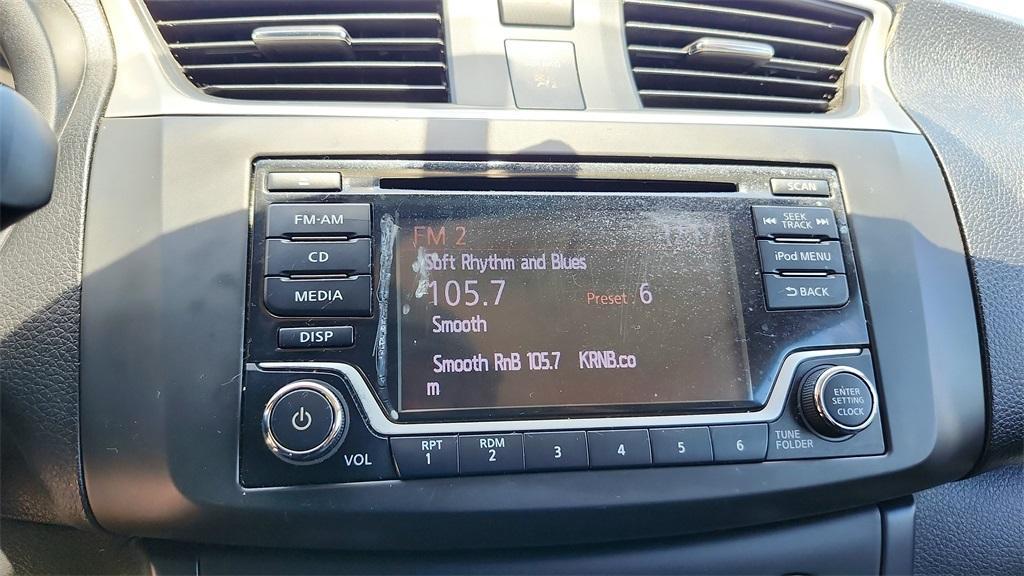 SCAN
FM-AM
CD
MEDIA
DISP
VOL
FM 2
Soft Rhythm and Blues
105.7
Preset : 6
Smooth
Smooth RnB 105.7 KRNB.co
m
SEEK
TRACK
iPod MENU
BACK
ENTER
SETTING
CLOCK
TUNE
FOLDER
RPT
1
RDM
2
3
4
5
6